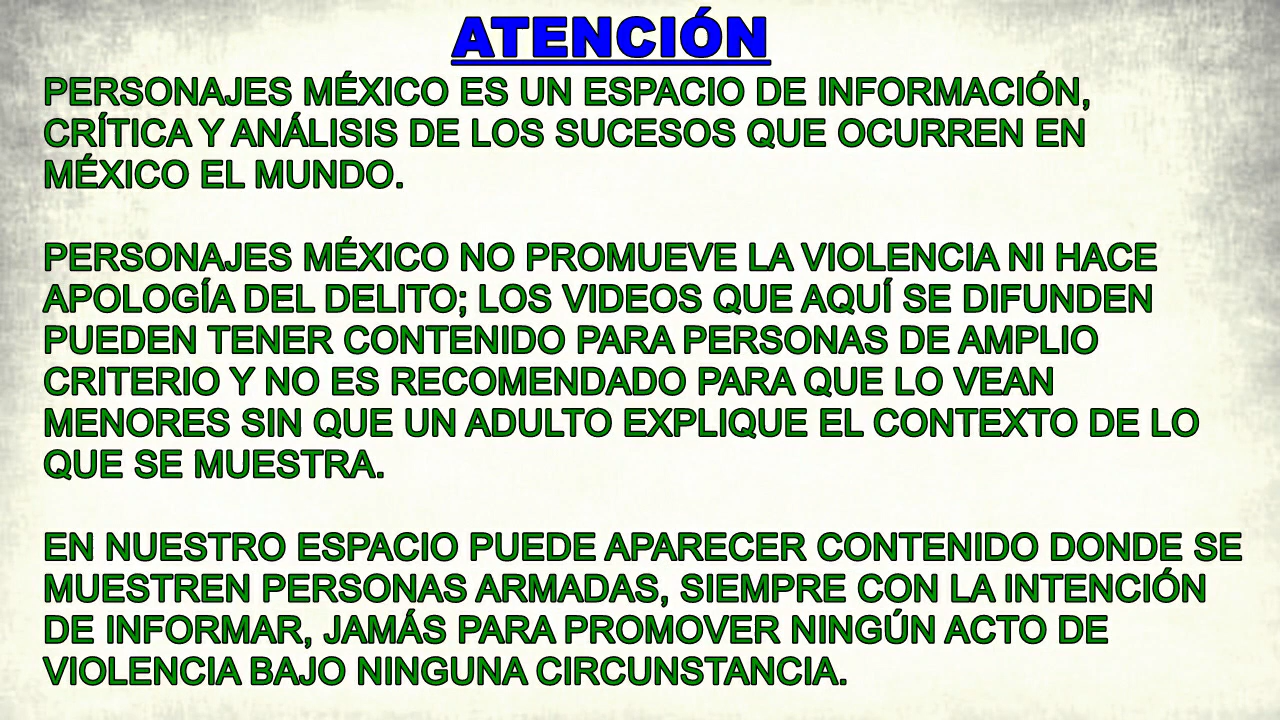 ATENCIÓN
PERSONAJES MÉXICO ES UN ESPACIO DE INFORMACIÓN,
CRÍTICA Y ANÁLISIS DE LOS SUCESOS QUE OCURREN EN
MÉXICO EL MUNDO.
PERSONAJES MÉXICO NO PROMUEVE LA VIOLENCIA NI HACE
APOLOGÍA DEL DELITO; LOS VIDEOS QUE AQUÍ SE DIFUNDEN
PUEDEN TENER CONTENIDO PARA PERSONAS DE AMPLIO
CRITERIO Y NO ES RECOMENDADO PARA QUE LO VEAN
MENORES SIN QUE UN ADULTO EXPLIQUE EL CONTEXTO DE LO
QUE SE MUESTRA.
EN NUESTRO ESPACIO PUEDE APARECER CONTENIDO DONDE SE
MUESTREN PERSONAS ARMADAS, SIEMPRE CON LA INTENCIÓN
DE INFORMAR, JAMÁS PARA PROMOVER NINGÚN ACTO DE
VIOLENCIA BAJO NINGUNA CIRCUNSTANCIA.